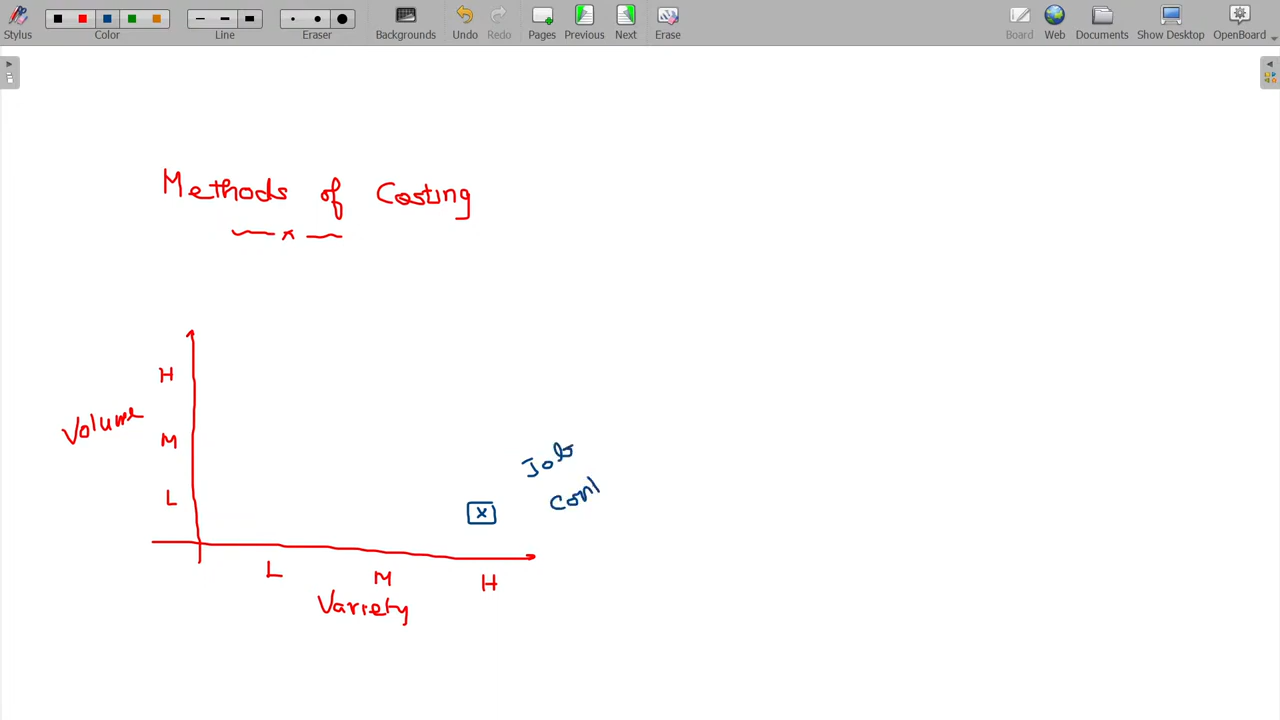 Stylus Color Line Eraser Backgrounds Undo Redo Pages Previous Next Erase Board Web Documents Show Desktop OpenBoard
Methods of Costing
H
Volume
M
Job
L
x
L
M
H
Variety